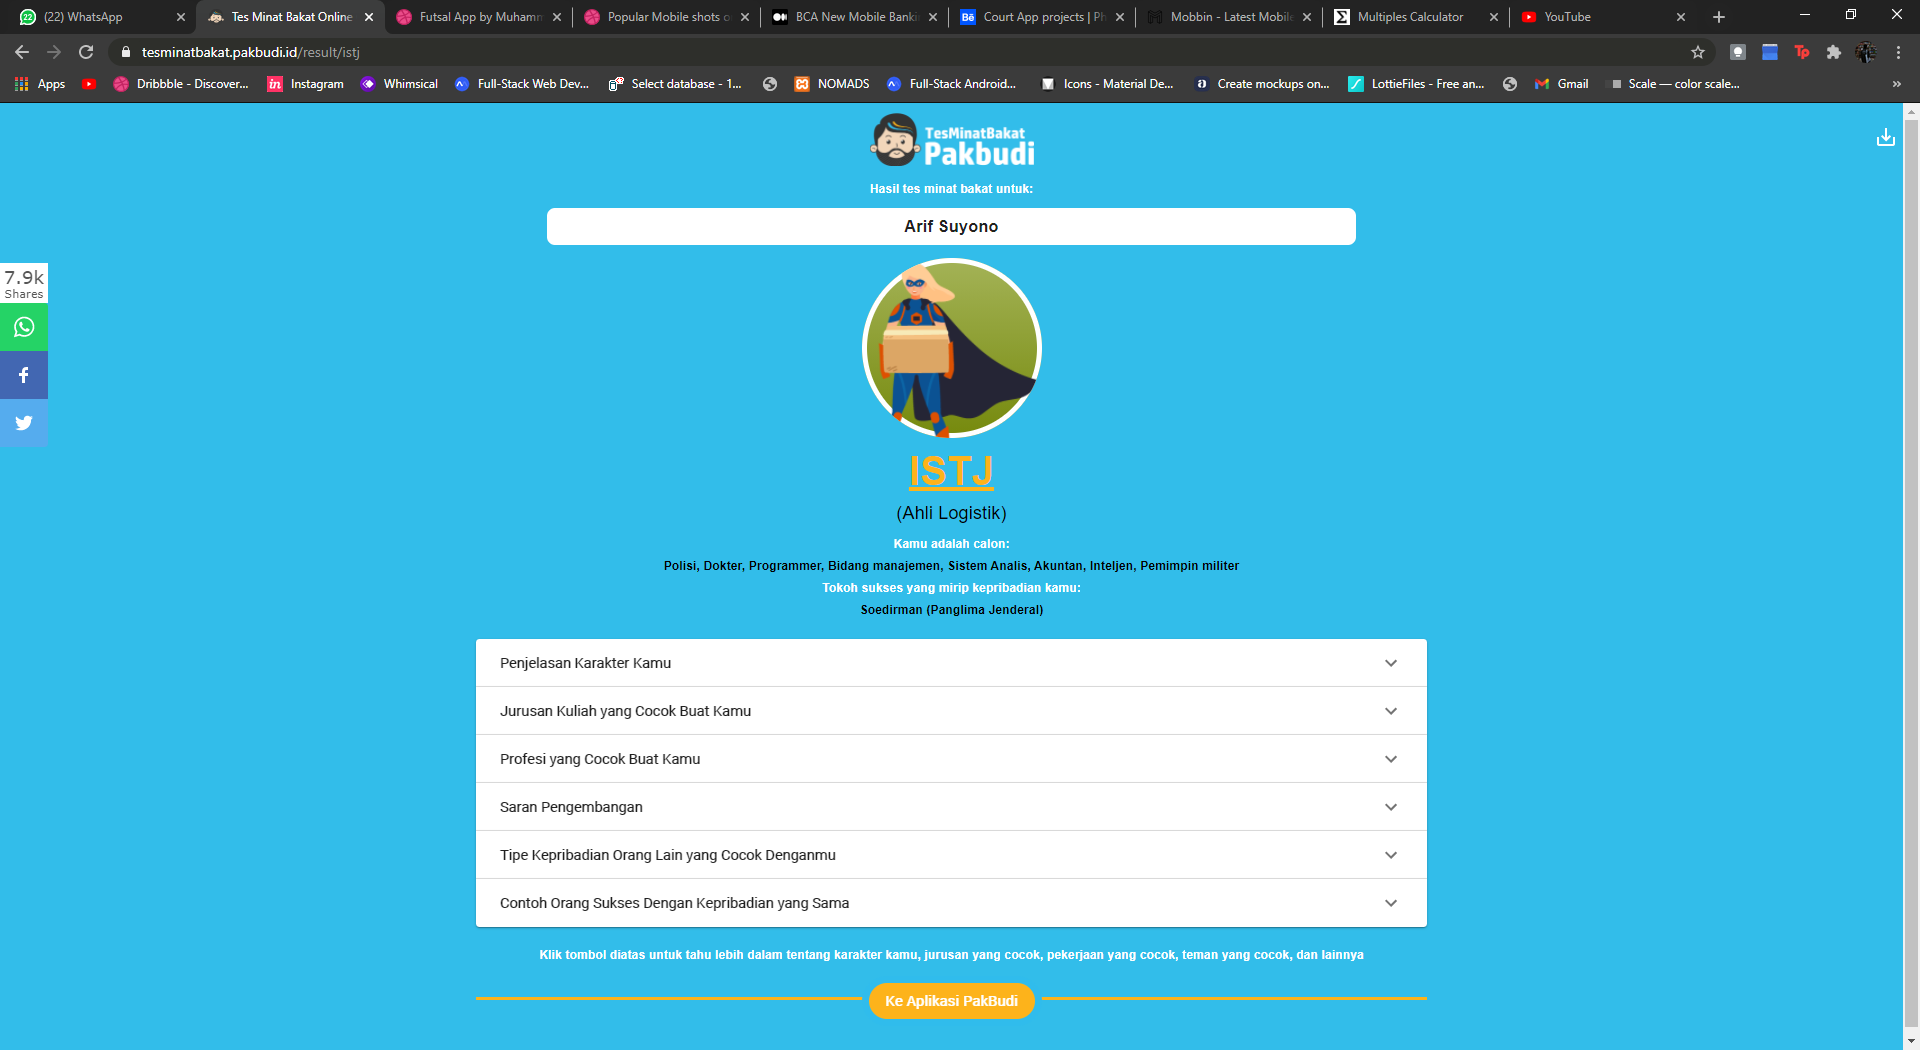 (22) WhatsApp
Tes Minat Bakat Online
Futsal App by Muhamm
Popular Mobile shots o
BCA New Mobile Banki
Court App projects | Ph
Mobbin - Latest Mobile
Multiples Calculator
YouTube
tesminatbakat.pakbudi.id/result/istj
Apps
Dribbble - Discover...
Instagram
Whimsical
Full-Stack Web Dev...
Select database - 1...
NOMADS
Full-Stack Android...
Icons - Material De...
Create mockups on...
LottieFiles - Free an...
Gmail
Scale — color scale...
TesMinatBakat
Pakbudi
Hasil tes minat bakat untuk:
Arif Suyono
7.9k
Shares
ISTJ
(Ahli Logistik)
Kamu adalah calon:
Polisi, Dokter, Programmer, Bidang manajemen, Sistem Analis, Akuntan, Inteljen, Pemimpin militer
Tokoh sukses yang mirip kepribadian kamu:
Soedirman (Panglima Jenderal)
Penjelasan Karakter Kamu
Jurusan Kuliah yang Cocok Buat Kamu
Profesi yang Cocok Buat Kamu
Saran Pengembangan
Tipe Kepribadian Orang Lain yang Cocok Denganmu
Contoh Orang Sukses Dengan Kepribadian yang Sama
Klik tombol diatas untuk tahu lebih dalam tentang karakter kamu, jurusan yang cocok, pekerjaan yang cocok, teman yang cocok, dan lainnya
Ke Aplikasi PakBudi